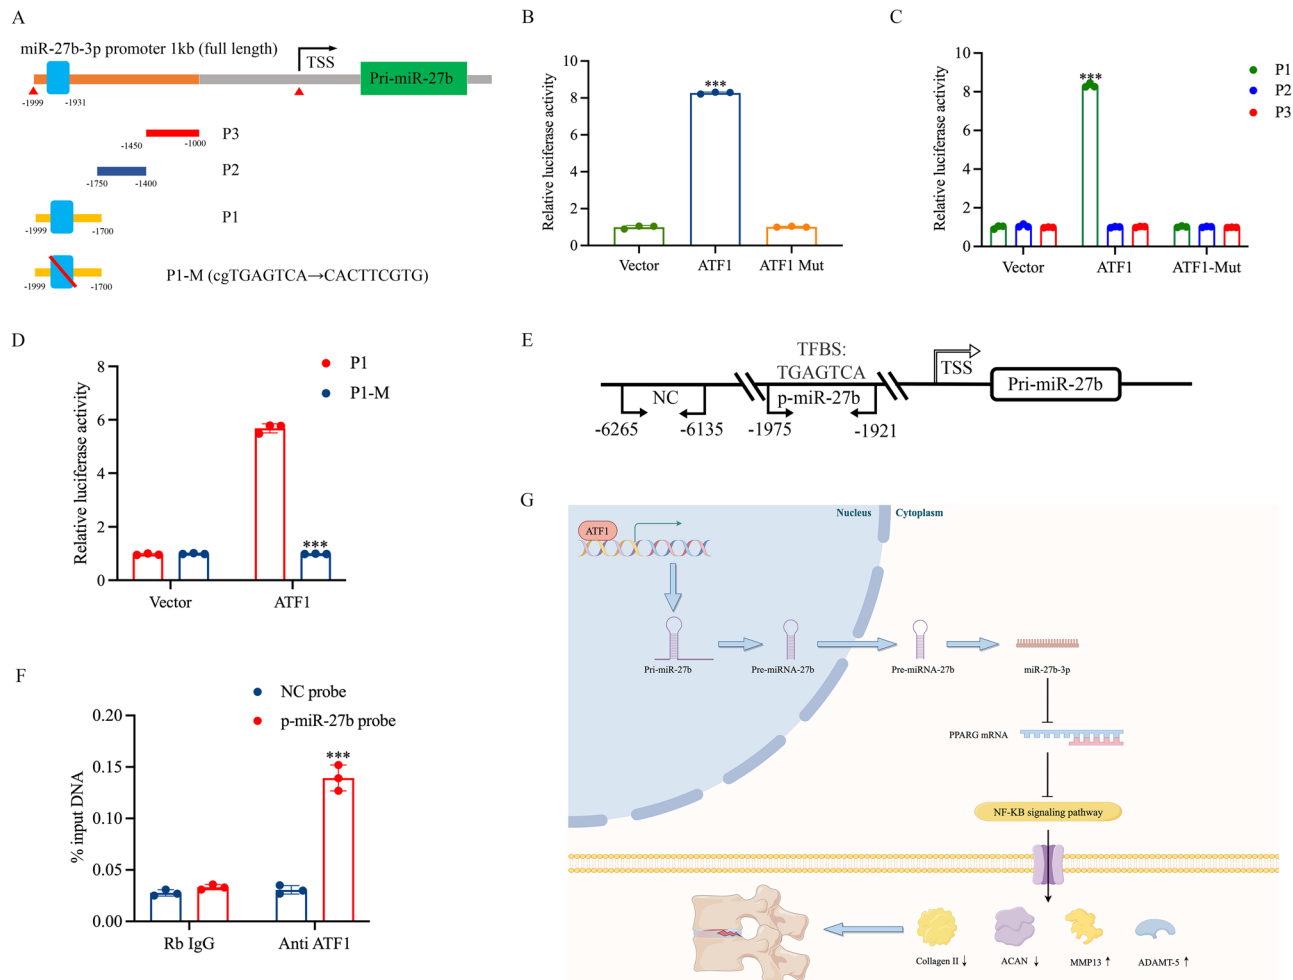 A
miR-27b-3p promoter 1kb (full length)
TSS
Pri-miR-27b
-1999
-1931
P3
-1450
-1000
P2
-1750
-1400
P1
-1999
-1700
P1-M (cgTGAGTCA→CACTTCGTG)
-1999
-1700
B
Relative luciferase activity
10
8
6
4
2
0
***
Vector
ATF1
ATF1 Mut
C
Relative luciferase activity
10
8
6
4
2
0
***
Vector
ATF1
ATF1-Mut
P1
P2
P3
D
Relative luciferase activity
8
6
4
2
0
P1
P1-M
***
Vector
ATF1
E
TFBS:
TGAGTCA
NC
p-miR-27b
TSS
Pri-miR-27b
-6265
-6135
-1975
-1921
F
NC probe
p-miR-27b probe
% input DNA
0.20
0.15
0.10
0.05
0.00
***
Rb IgG
Anti ATF1
G
Nucleus
Cytoplasm
ATF1
Pri-miR-27b
Pre-miRNA-27b
Pre-miRNA-27b
miR-27b-3p
PPARG mRNA
NF-KB signaling pathway
Collagen II ↓
ACAN ↓
MMP13 ↑
ADAMT-5 ↑